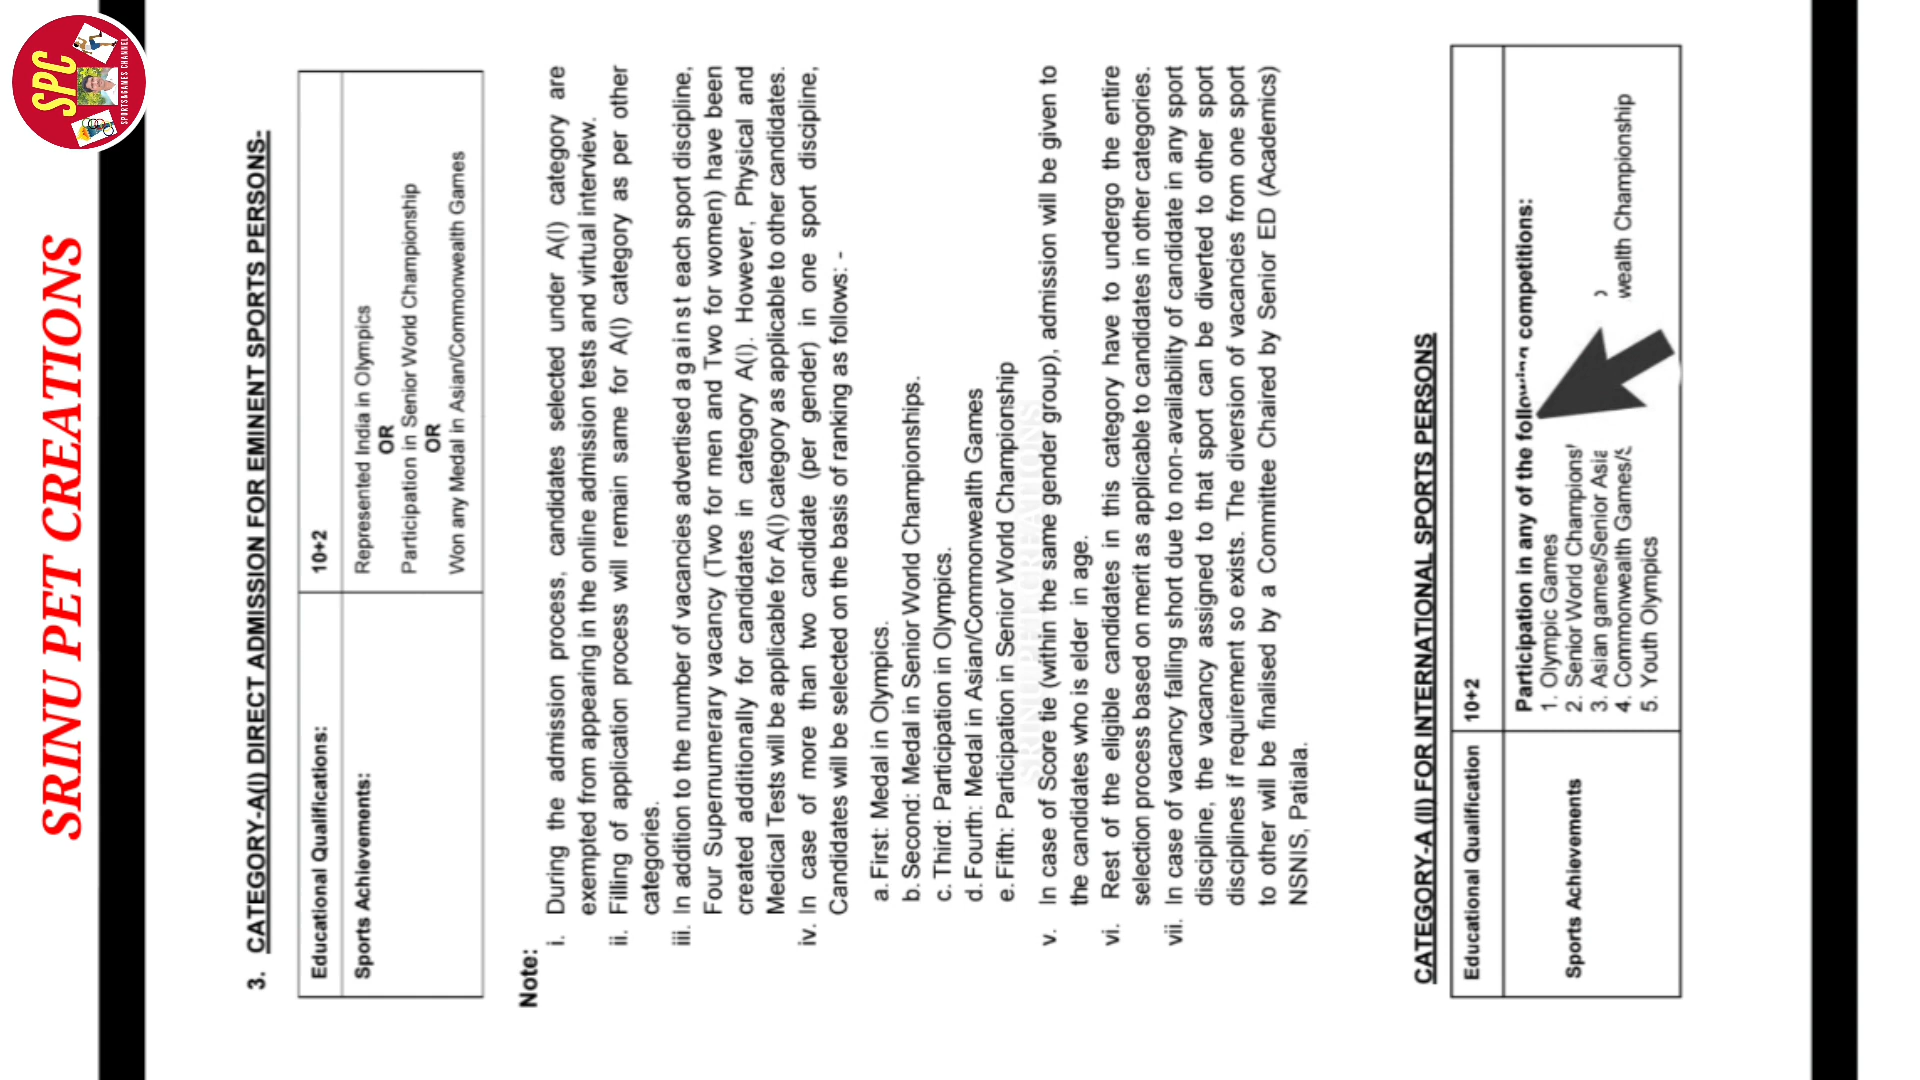 SPC
SPORTS&GAMES CHANNEL
SRINU PET CREATIONS
3. CATEGORY-A(I) DIRECT ADMISSION FOR EMINENT SPORTS PERSONS-
Educational Qualifications: 10+2
Sports Achievements: Represented India in Olympics
OR
Participation in Senior World Championship
OR
Won any Medal in Asian/Commonwealth Games
Note:
i. During the admission process, candidates selected under A(I) category are
exempted from appearing in the online admission tests and virtual interview.
ii. Filling of application process will remain same for A(I) category as per other
categories.
iii. In addition to the number of vacancies advertised against each sport discipline,
Four Supernumerary vacancy (Two for men and Two for women) have been
created additionally for candidates in category A(I). However, Physical and
Medical Tests will be applicable for A(I) category as applicable to other candidates.
iv. In case of more than two candidate (per gender) in one sport discipline,
Candidates will be selected on the basis of ranking as follows: -
a. First: Medal in Olympics.
b. Second: Medal in Senior World Championships.
c. Third: Participation in Olympics.
d. Fourth: Medal in Asian/Commonwealth Games
e. Fifth: Participation in Senior World Championship
v. In case of Score tie (within the same gender group), admission will be given to
the candidates who is elder in age.
vi. Rest of the eligible candidates in this category have to undergo the entire
selection process based on merit as applicable to candidates in other categories.
vii. In case of vacancy falling short due to non-availability of candidate in any sport
discipline, the vacancy assigned to that sport can be diverted to other sport
disciplines if requirement so exists. The diversion of vacancies from one sport
to other will be finalised by a Committee Chaired by Senior ED (Academics)
NSNIS, Patiala.
SRINU PET CREATIONS
CATEGORY-A (II) FOR INTERNATIONAL SPORTS PERSONS
Educational Qualification 10+2
Sports Achievements Participation in any of the following competitions:
1. Olympic Games
2. Senior World Champions
3. Asian games/Senior Asia
4. Commonwealth Games/ wealth Championship
5. Youth Olympics